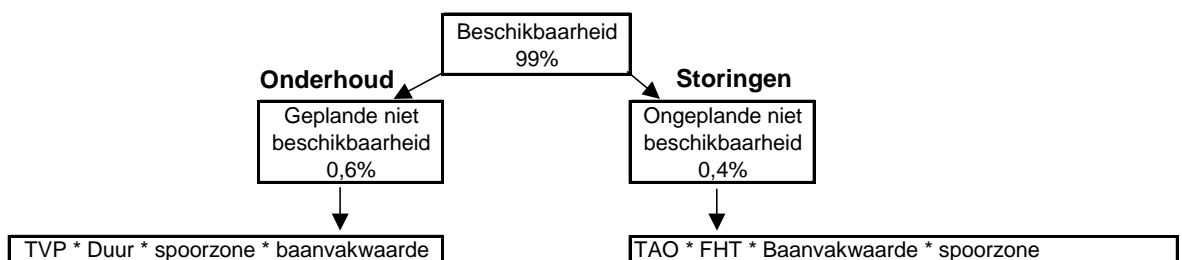 Beschikbaarheid
99%
Onderhoud
Storingen
Geplande niet
beschikbaarheid
0,6%
Ongeplande niet
beschikbaarheid
0,4%
TVP * Duur * spoorzone * baanvakwaarde
TAO * FHT * Baanvakwaarde * spoorzone